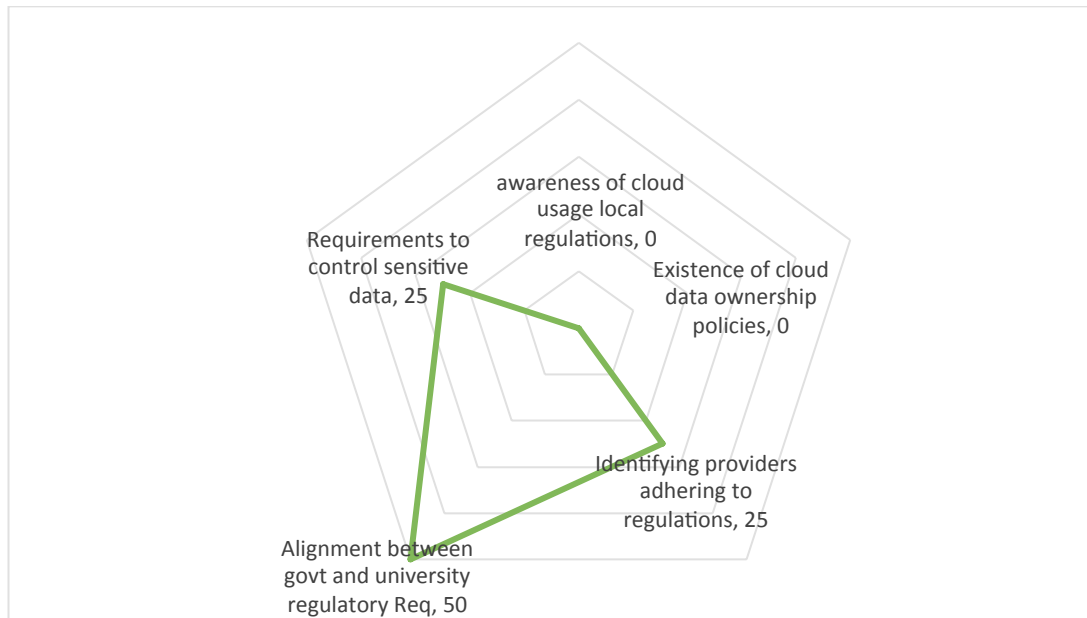 awareness of cloud
usage local
regulations, 0
Existence of cloud
data ownership
policies, 0
Identifying providers
adhering to
regulations, 25
Alignment between
govt and university
regulatory Req, 50
Requirements to
control sensitive
data, 25